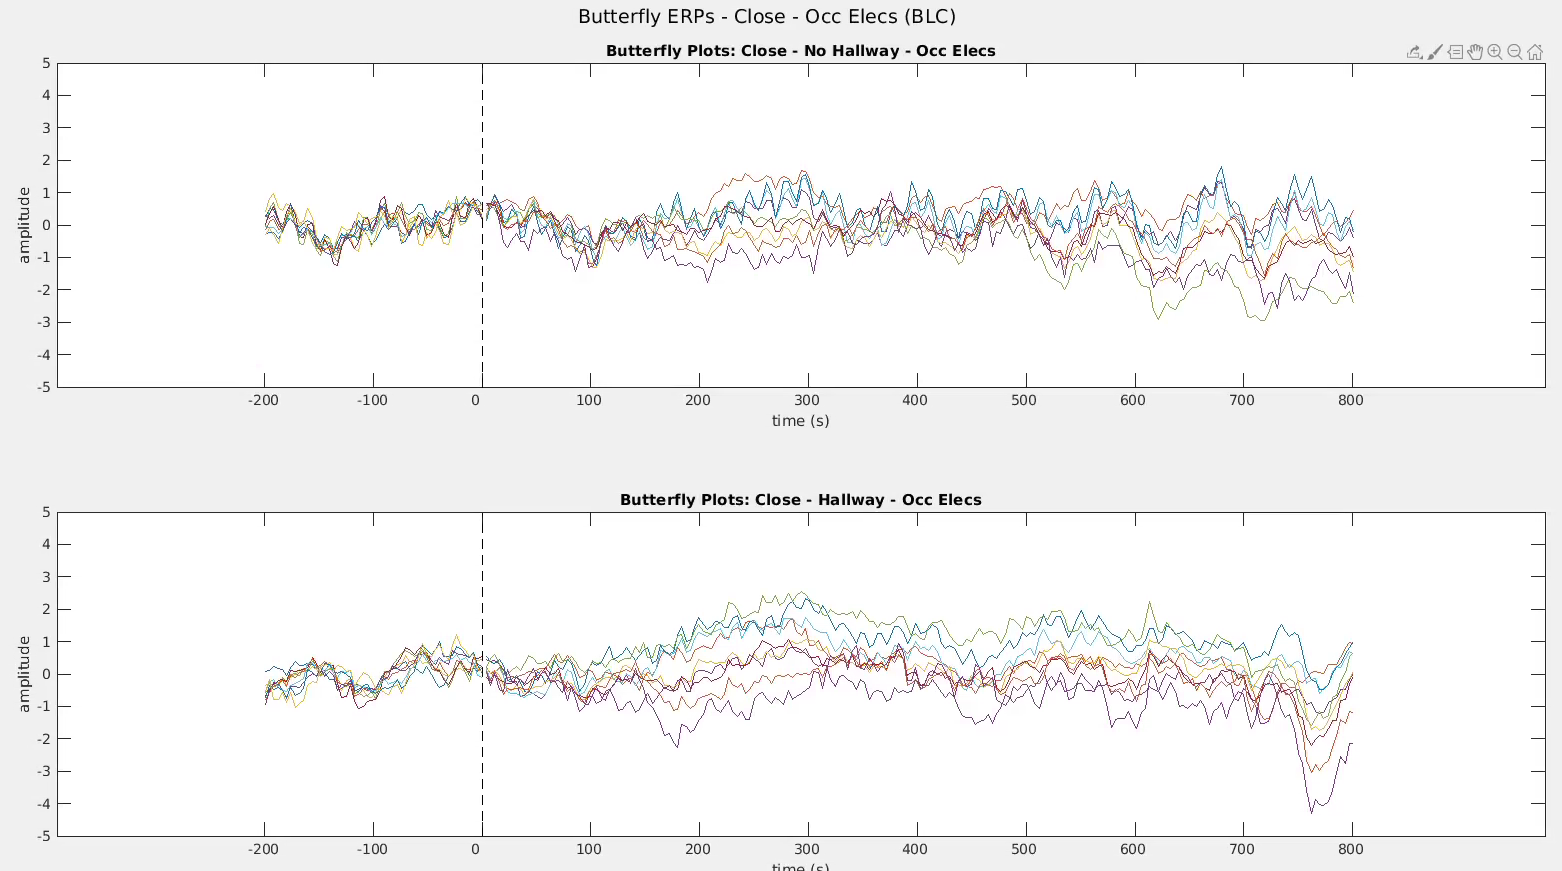 Butterfly ERPs - Close - Occ Elecs (BLC)
Butterfly Plots: Close - No Hallway - Occ Elecs
5
4
3
2
1
0
-1
-2
-3
-4
-5
amplitude
-200 -100 0 100 200 300 400 500 600 700 800
time (s)
Butterfly Plots: Close - Hallway - Occ Elecs
5
4
3
2
1
0
-1
-2
-3
-4
-5
amplitude
-200 -100 0 100 200 300 400 500 600 700 800
time (s)